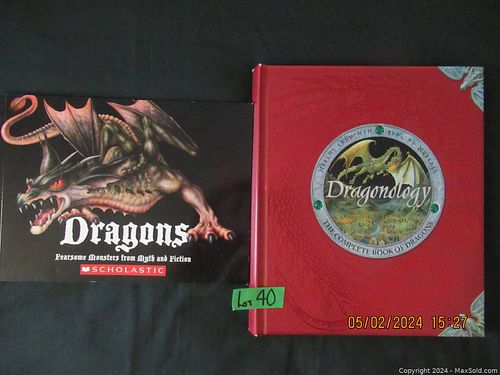 Dragons
Fearsome Monsters from Myth and Fiction
SCHOLASTIC
Dragonology
THE COMPLETE BOOK OF DRAGONS
LOT 40
05/02/2024 15:27
Copyright 2024 - MaxSold.com